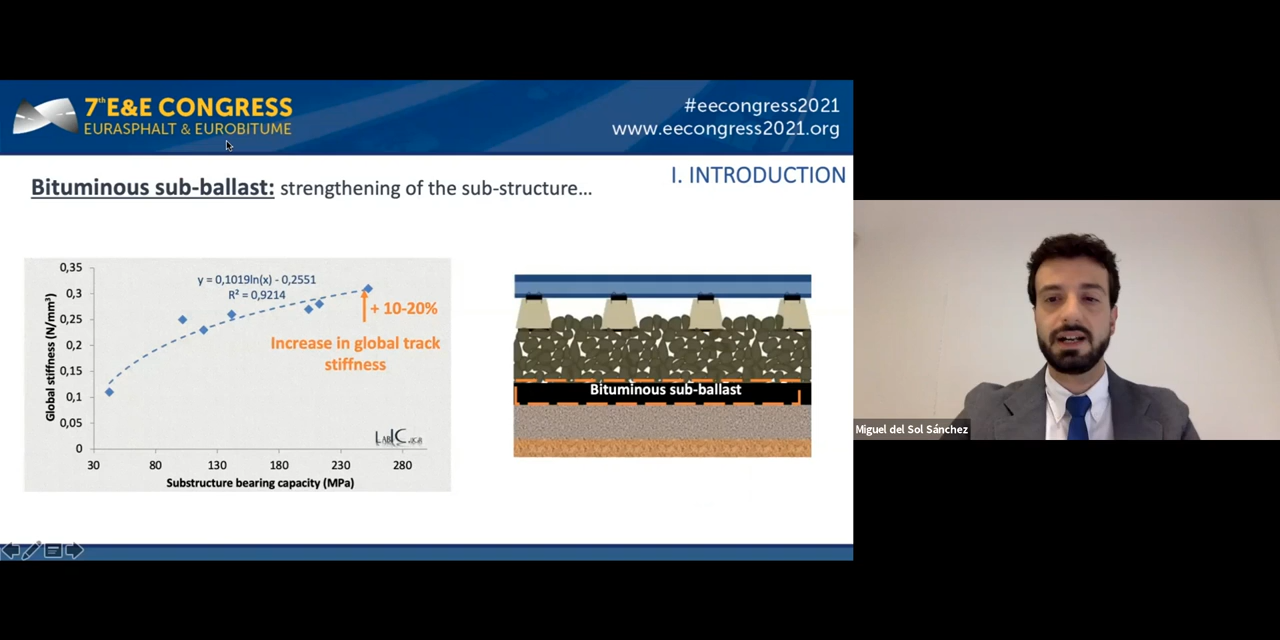 7th E&E CONGRESS
EURASPHALT & EUROBITUME
#eecongress2021
www.eecongress2021.org
I. INTRODUCTION
Bituminous sub-ballast: strengthening of the sub-structure...
0,35
0,3
0,25
0,2
0,15
0,1
0,05
0
Global stiffness (N/mm³)
y = 0,1019ln(x) - 0,2551
R² = 0,9214
+ 10-20%
Increase in global track
stiffness
30
80
130
180
230
280
Substructure bearing capacity (MPa)
Bituminous sub-ballast
Miguel del Sol Sánchez